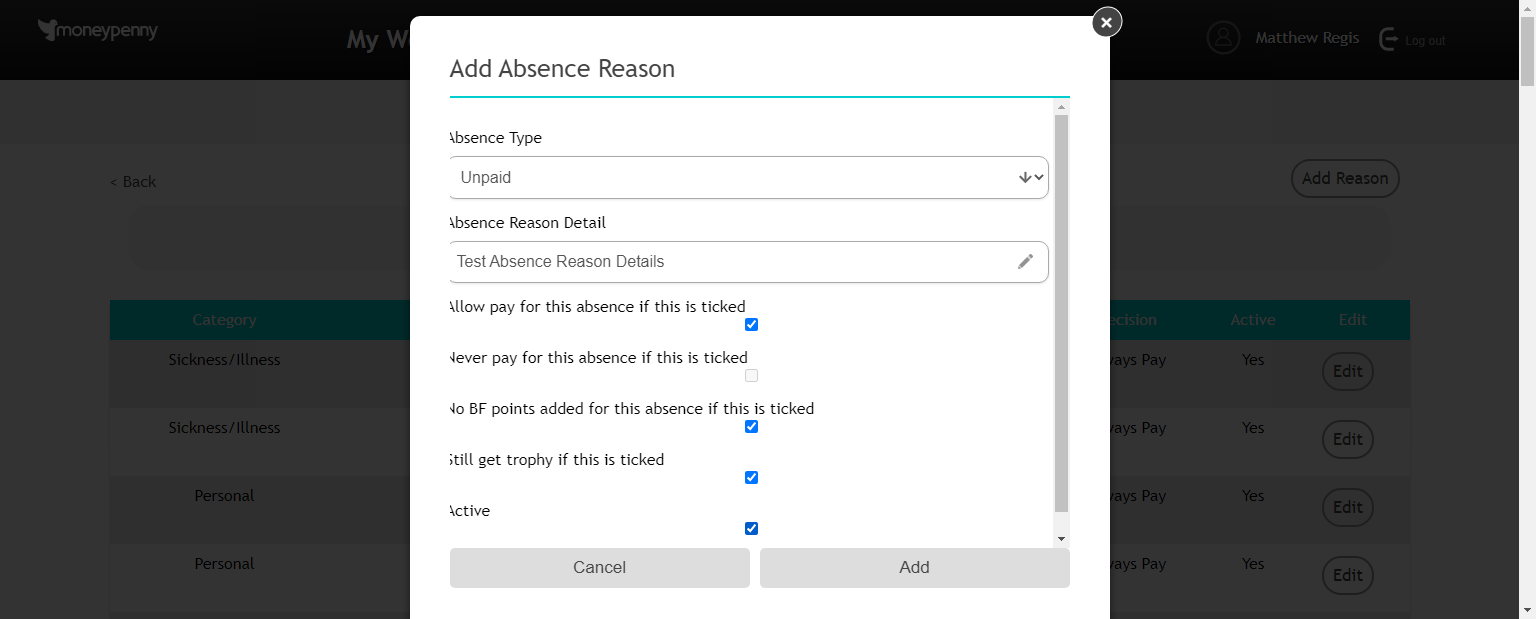 moneypenny
My W
Matthew Regis
Log out
Add Absence Reason
< Back
Add Reason
Absence Type
Unpaid
Absence Reason Detail
Test Absence Reason Details
Allow pay for this absence if this is ticked
Never pay for this absence if this is ticked
No BF points added for this absence if this is ticked
Still get trophy if this is ticked
Active
Cancel Add
Category ecision Active Edit
Sickness/Illness ways Pay Yes Edit
Sickness/Illness ways Pay Yes Edit
Personal ways Pay Yes Edit
Personal ways Pay Yes Edit